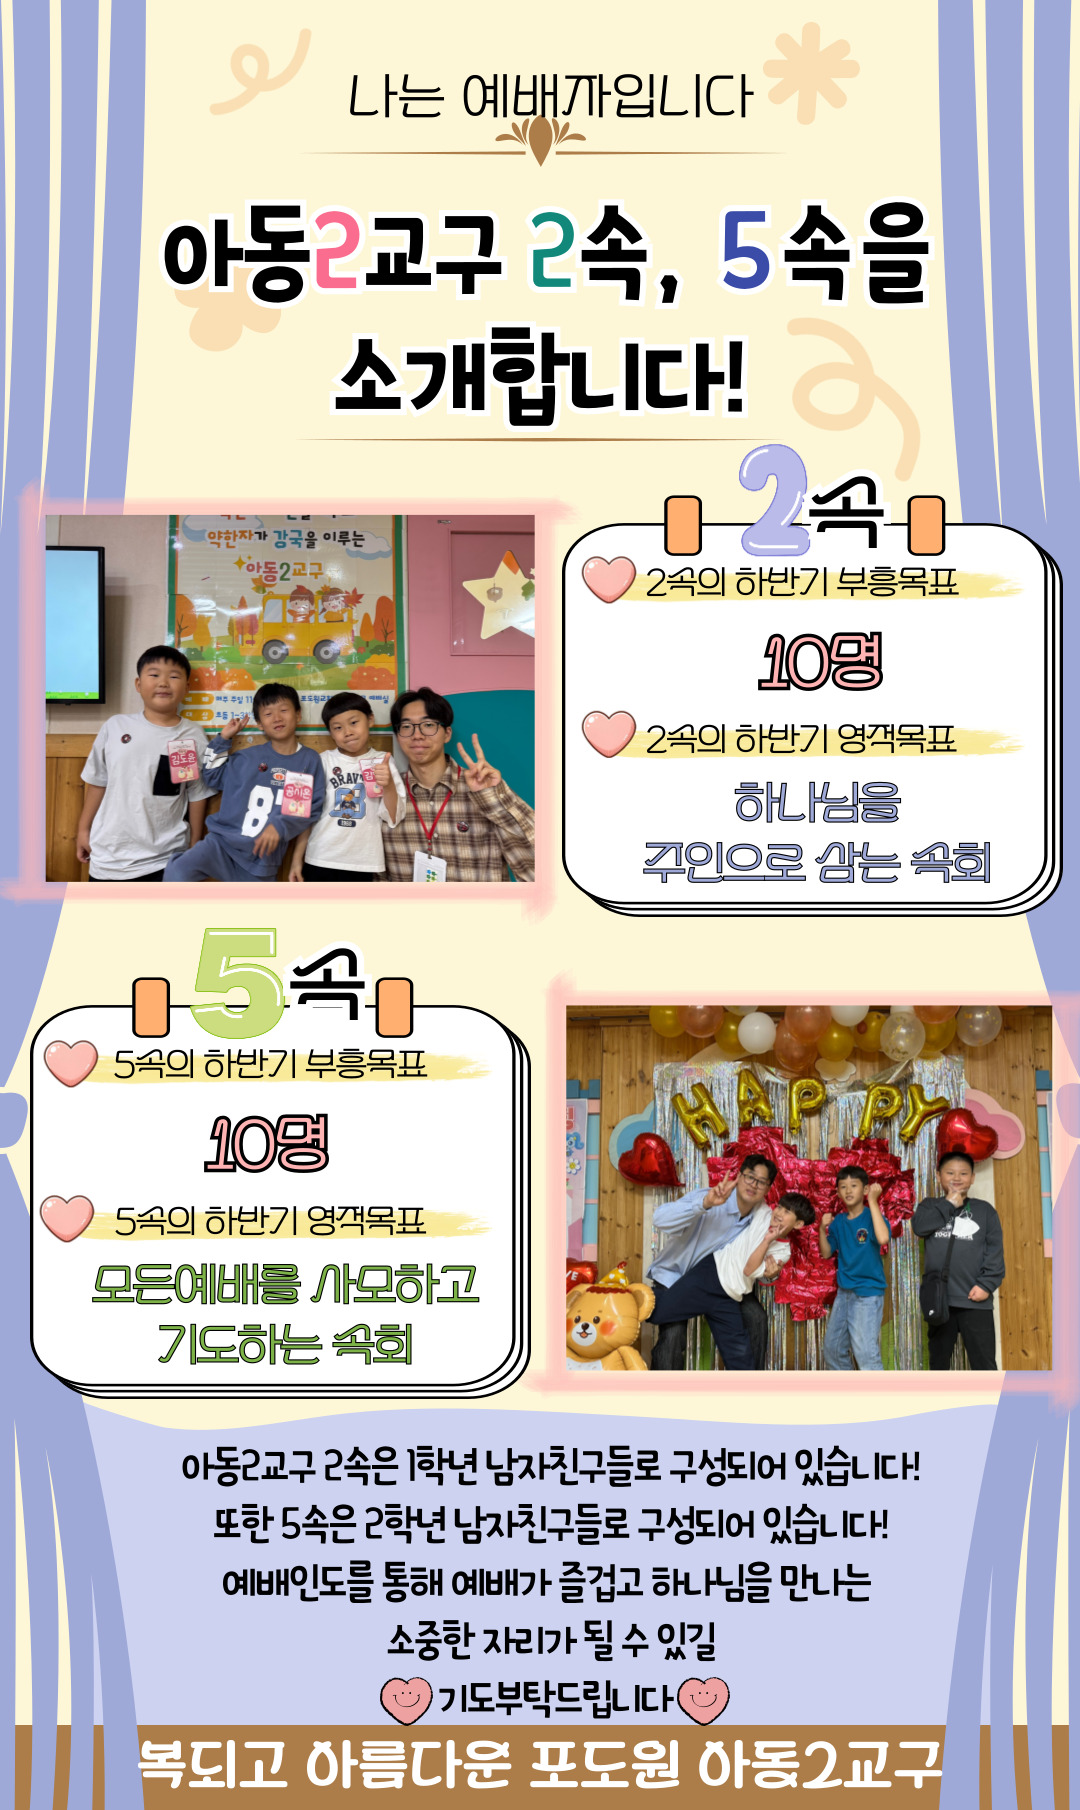 나는 예배자입니다
아동2교구 2속, 5속을
소개합니다!
약한자가 강국을 이루는
아동2교구
김도윤
공시온
BRAV
8
2속
2속의 하반기 부흥목표
10명
2속의 하반기 영적목표
하나님을
주인으로 삼는 속회
5속
5속의 하반기 부흥목표
10명
5속의 하반기 영적목표
모든예배를 사모하고
기도하는 속회
HAPPY
아동2교구 2속은 1학년 남자친구들로 구성되어 있습니다!
또한 5속은 2학년 남자친구들로 구성되어 있습니다!
예배인도를 통해 예배가 즐겁고 하나님을 만나는
소중한 자리가 될 수 있길
기도부탁드립니다
복되고 아름다운 포도원 아동2교구